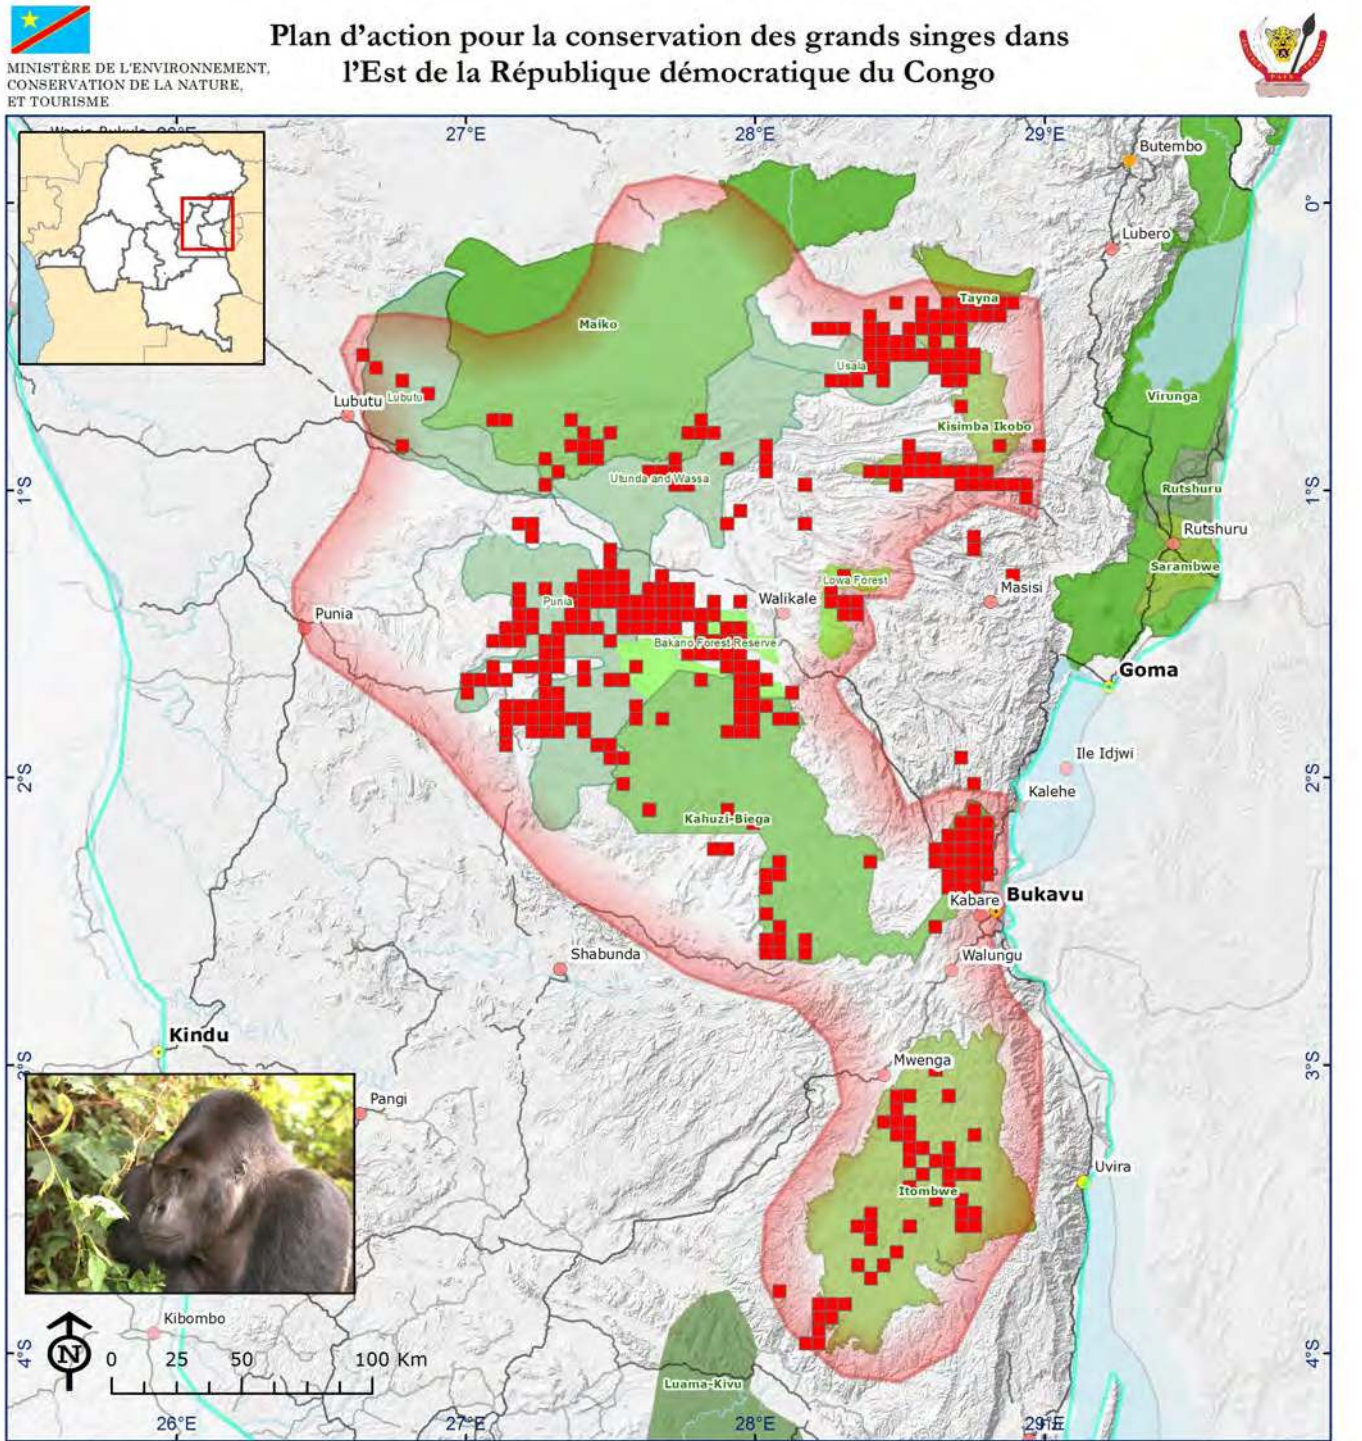 Plan d'action pour la conservation des grands singes dans
l'Est de la République démocratique du Congo
MINISTÈRE DE L'ENVIRONNEMENT,
CONSERVATION DE LA NATURE,
ET TOURISME
27°E
28°E
29°E
Butembo
0°
Lubero
Tayna
Maiko
Usala
Virunga
Lubutu
Lubutu
Kisimba Ikobo
Utunda and Wassa
1°S
1°S
Rutshuru
Rutshuru
Sarambwe
Lowa Forest
Masisi
Punia
Walikale
Punia
Bakano Forest Reserve
Goma
Ile Idjwi
2°S
2°S
Kalehe
Kahuzi-Biega
Kabare
Bukavu
Shabunda
Walungu
Kindu
Mwenga
3°S
3°S
Pangi
Uvira
Itombwe
Kibombo
4°S
4°S
N
0 25 50 100 Km
Luama-Kivu
26°E
27°E
28°E
29°E